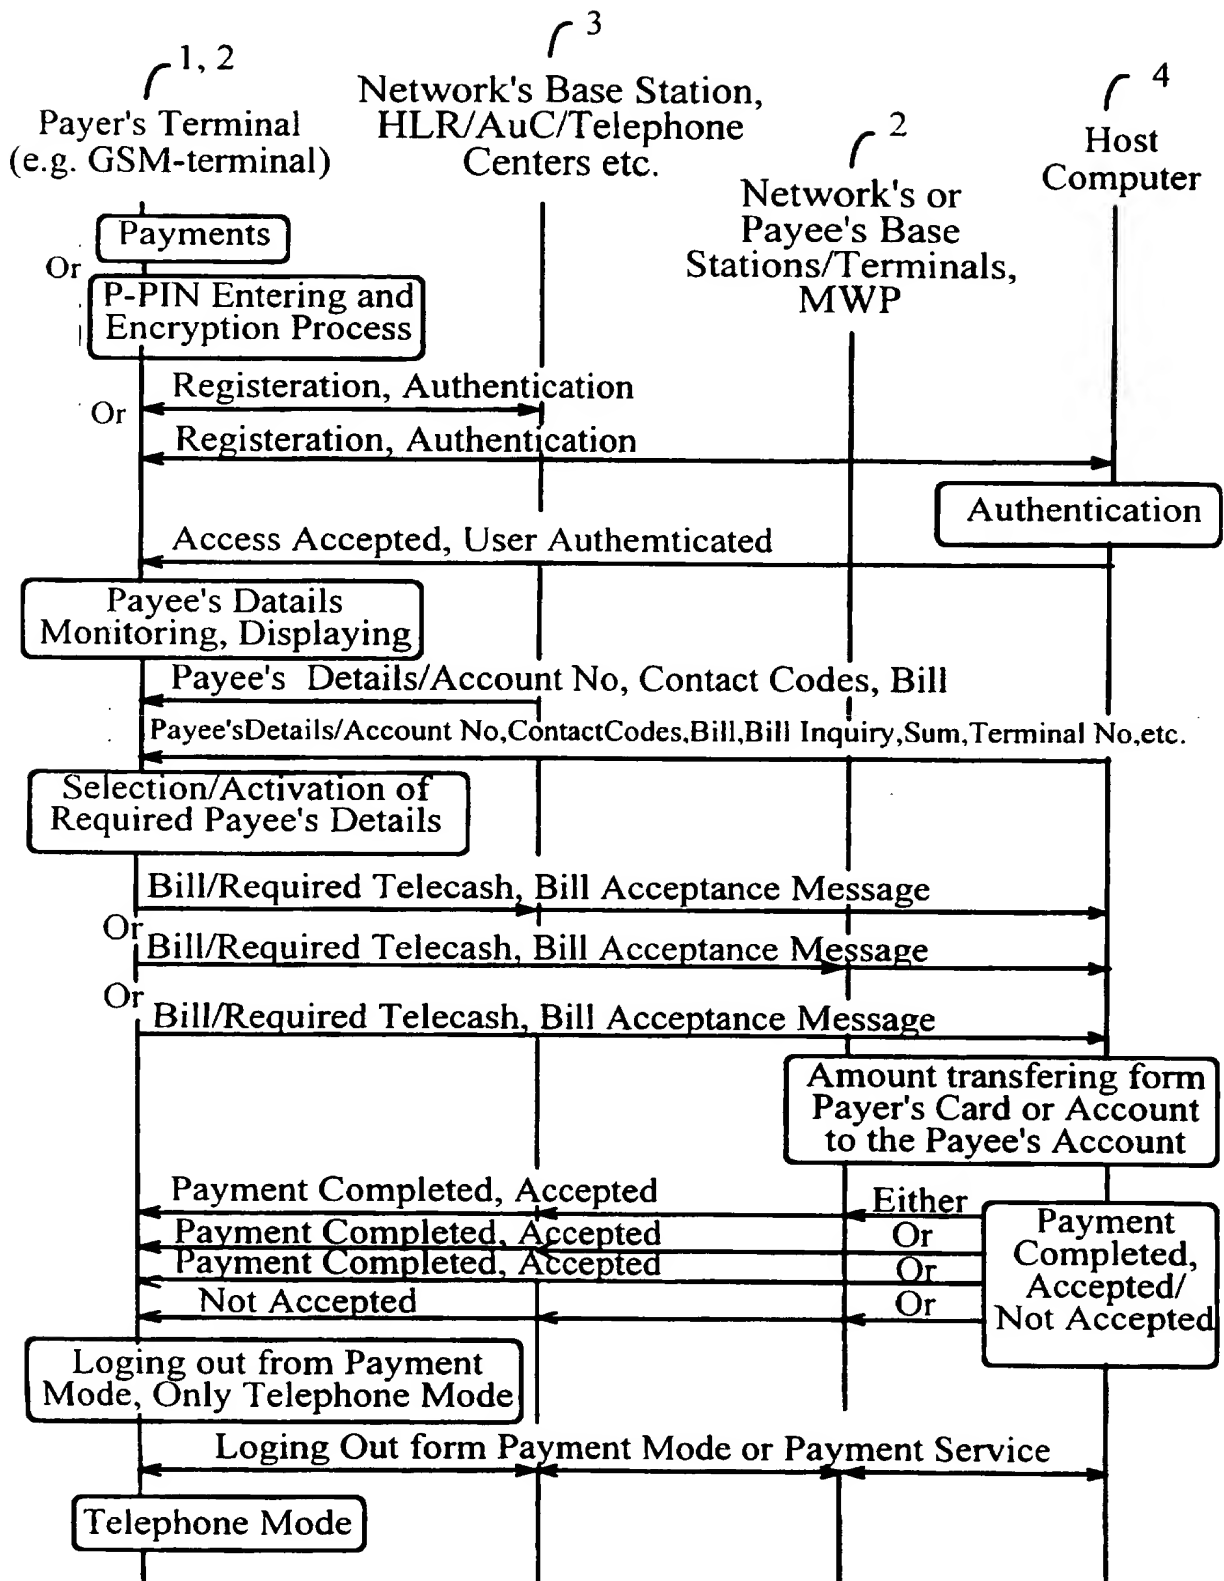 1, 2
3
4
2
Payer's Terminal
(e.g. GSM-terminal)
Network's Base Station,
HLR/AuC/Telephone
Centers etc.
Network's or
Payee's Base
Stations/Terminals,
MWP
Host
Computer
Payments
Or
P-PIN Entering and
Encryption Process
Registeration, Authentication
Or
Registeration, Authentication
Authentication
Access Accepted, User Authemticated
Payee's Datails
Monitoring, Displaying
Payee's Details/Account No, Contact Codes, Bill
Payee'sDetails/Account No,ContactCodes,Bill,Bill Inquiry,Sum,Terminal No,etc.
Selection/Activation of
Required Payee's Details
Bill/Required Telecash, Bill Acceptance Message
Or
Bill/Required Telecash, Bill Acceptance Message
Or
Bill/Required Telecash, Bill Acceptance Message
Amount transfering form
Payer's Card or Account
to the Payee's Account
Payment Completed, Accepted
Either
Payment Completed, Accepted
Or
Payment Completed, Accepted
Or
Not Accepted
Or
Payment
Completed,
Accepted/
Not Accepted
Loging out from Payment
Mode, Only Telephone Mode
Loging Out form Payment Mode or Payment Service
Telephone Mode